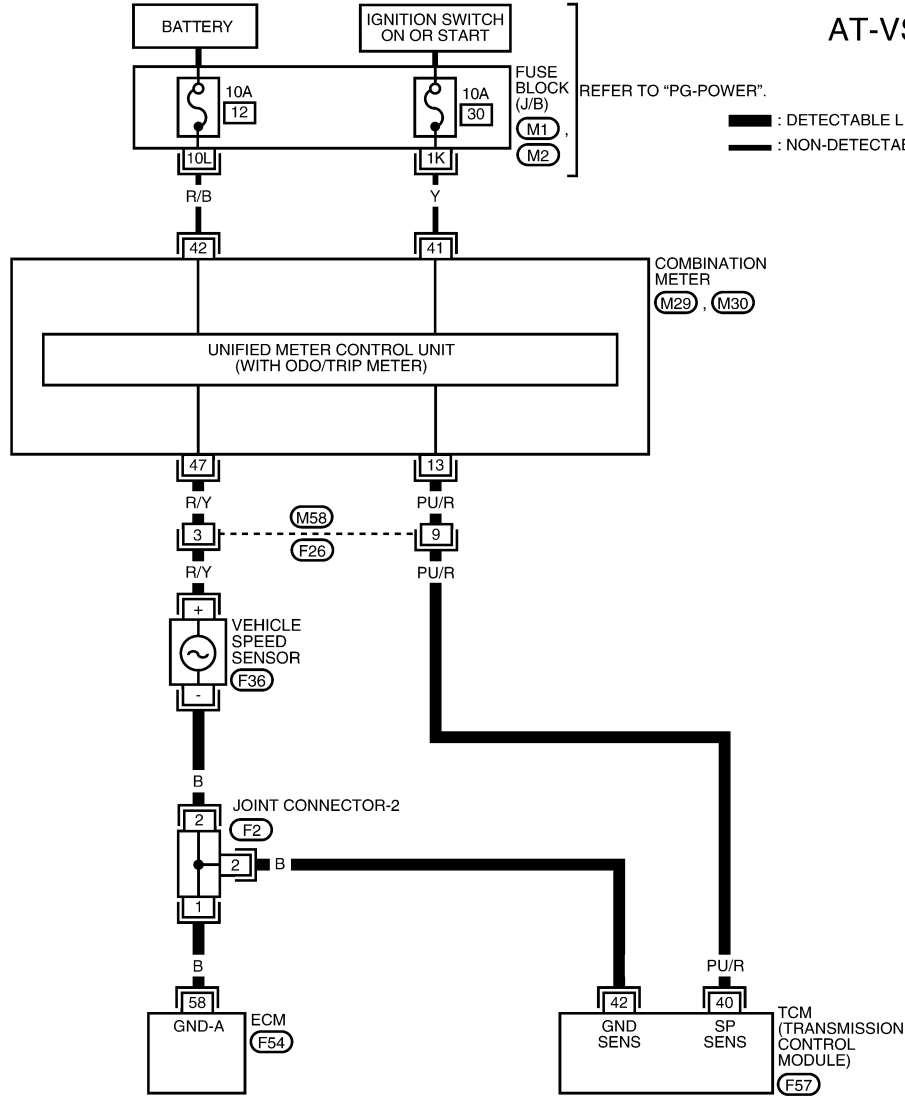 BATTERY
IGNITION SWITCH
ON OR START
AT-VS
10A
12
10A
30
FUSE
BLOCK
(J/B)
M1 ,
M2
REFER TO “PG-POWER”.
: DETECTABLE L
: NON-DETECTAB
10L
1K
R/B
Y
42
41
COMBINATION
METER
M29 , M30
UNIFIED METER CONTROL UNIT
(WITH ODO/TRIP METER)
47
13
R/Y
PU/R
3
M58
F26
9
R/Y
PU/R
+
VEHICLE
SPEED
SENSOR
F36
-
B
JOINT CONNECTOR-2
F2
2
2
B
1
B
PU/R
58
GND-A
ECM
F54
42
GND
SENS
40
SP
SENS
TCM
(TRANSMISSION
CONTROL
MODULE)
F57